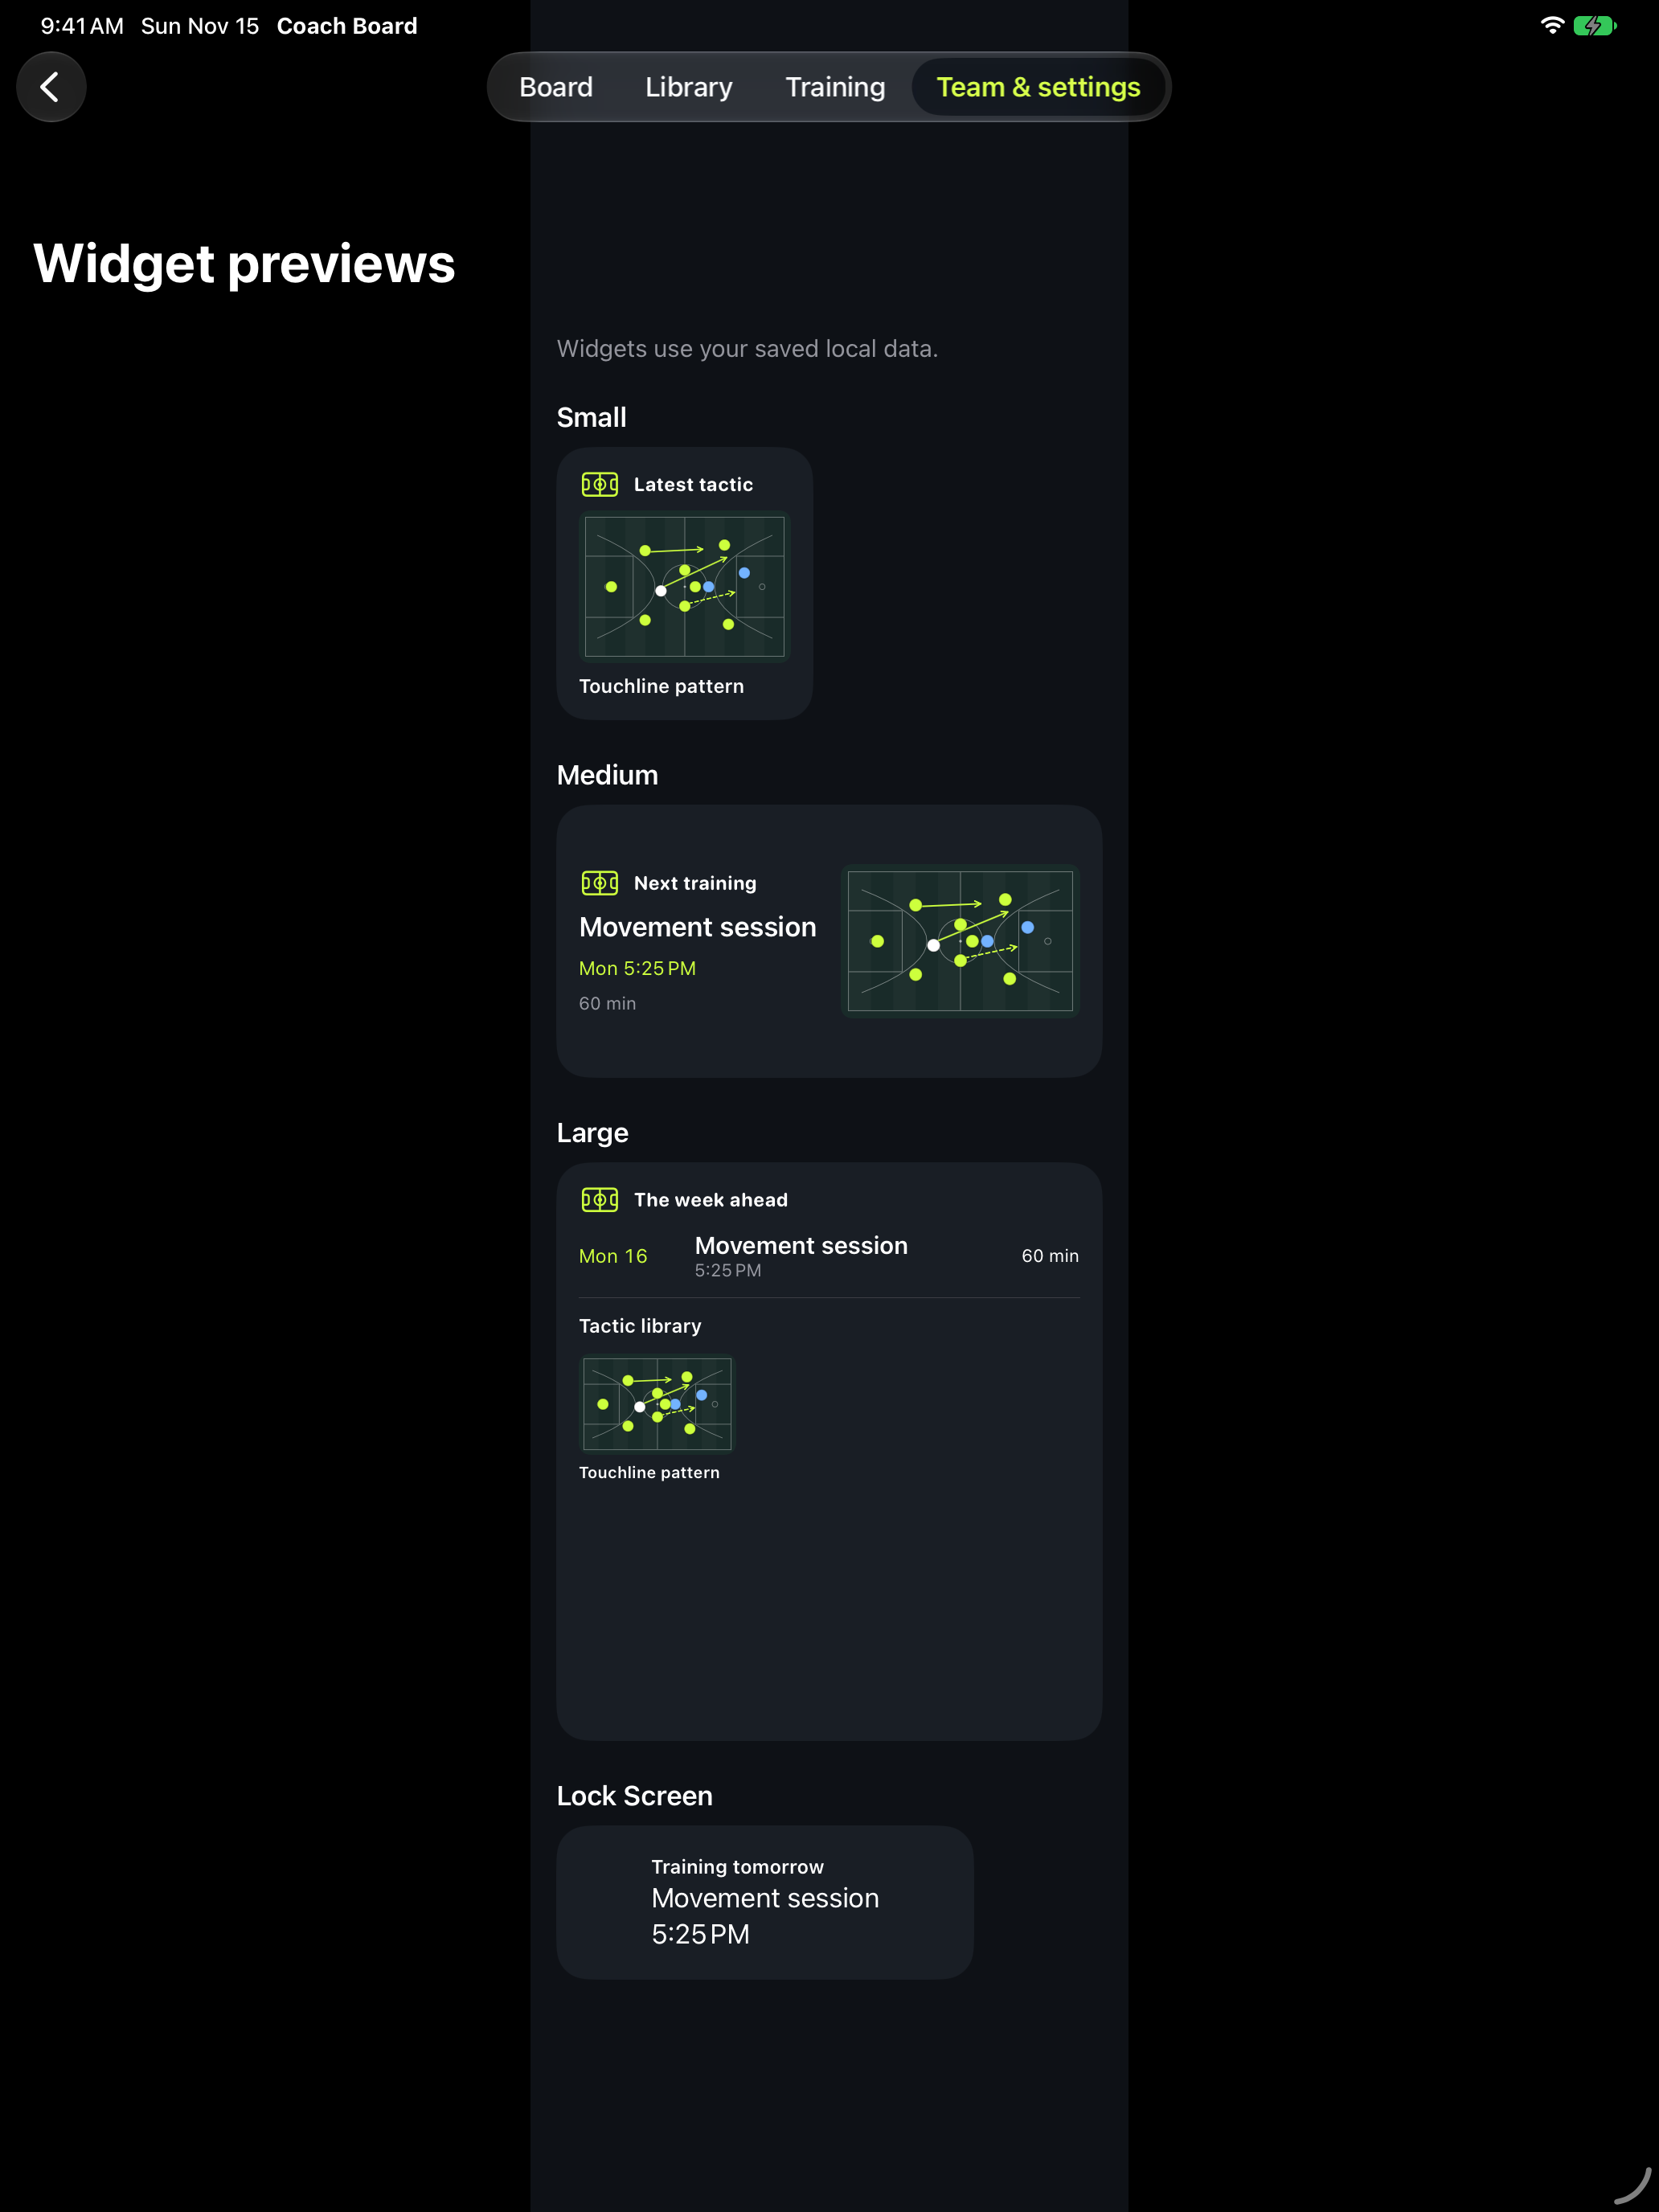 9:41 AM Sun Nov 15 Coach Board
Board Library Training Team & settings
Widget previews
Widgets use your saved local data.
Small
Latest tactic
Touchline pattern
Medium
Next training
Movement session
Mon 5:25 PM
60 min
Large
The week ahead
Mon 16 Movement session 60 min
5:25 PM
Tactic library
Touchline pattern
Lock Screen
Training tomorrow
Movement session
5:25 PM